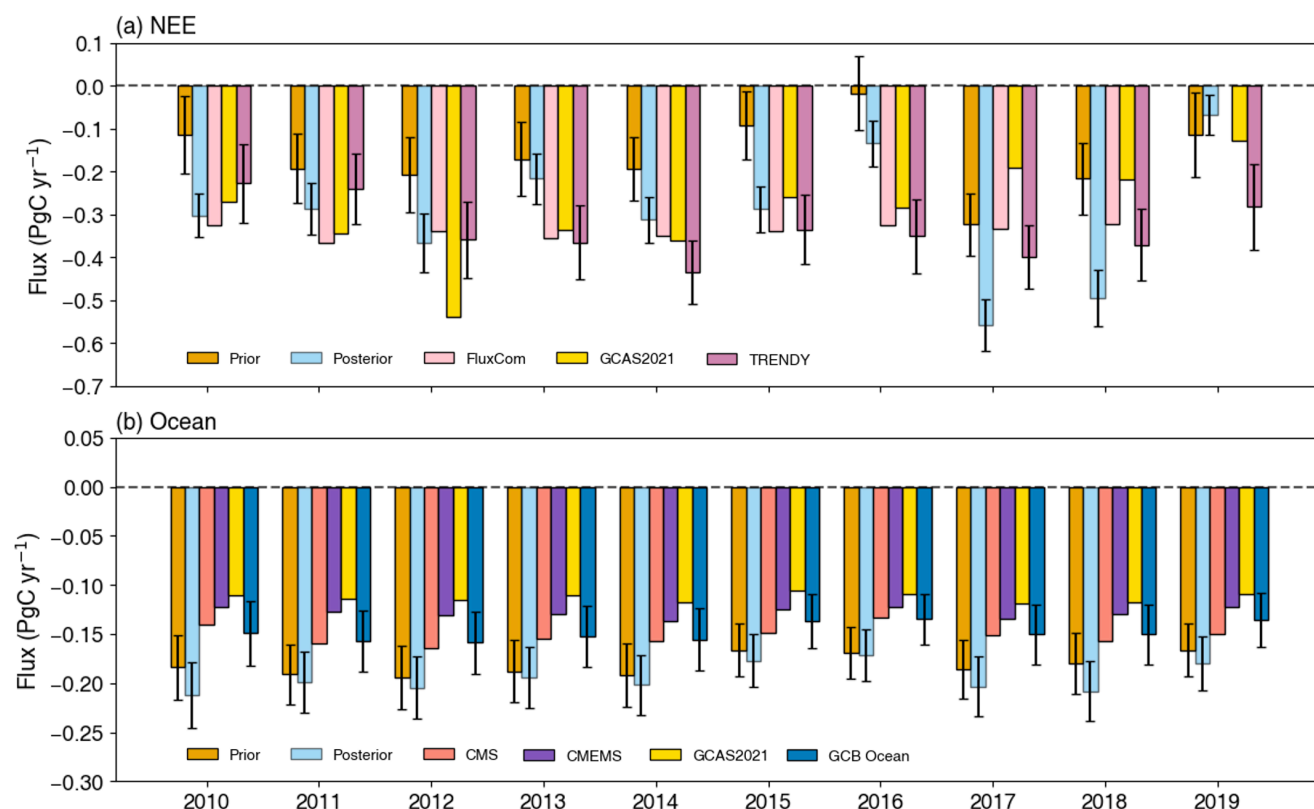 (a) NEE
0.1
0.0
−0.1
−0.2
−0.3
−0.4
−0.5
−0.6
−0.7
Flux (PgC yr⁻¹)
Prior Posterior FluxCom GCAS2021 TRENDY
(b) Ocean
0.05
0.00
−0.05
−0.10
−0.15
−0.20
−0.25
−0.30
Flux (PgC yr⁻¹)
Prior Posterior CMS CMEMS GCAS2021 GCB Ocean
2010 2011 2012 2013 2014 2015 2016 2017 2018 2019